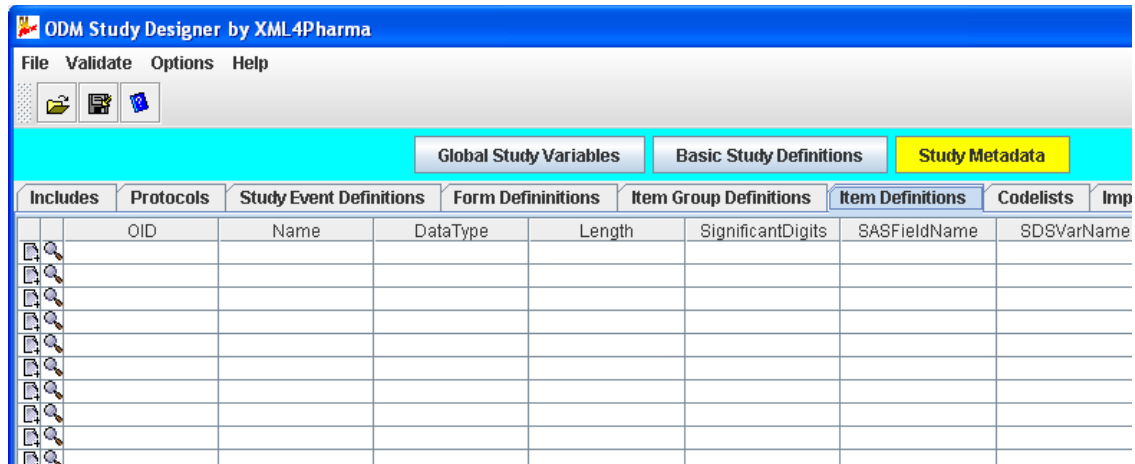 ODM Study Designer by XML4Pharma
File Validate Options Help
Global Study Variables Basic Study Definitions Study Metadata
Includes Protocols Study Event Definitions Form Defininitions Item Group Definitions Item Definitions Codelists Imp
OID Name DataType Length SignificantDigits SASFieldName SDSVarName